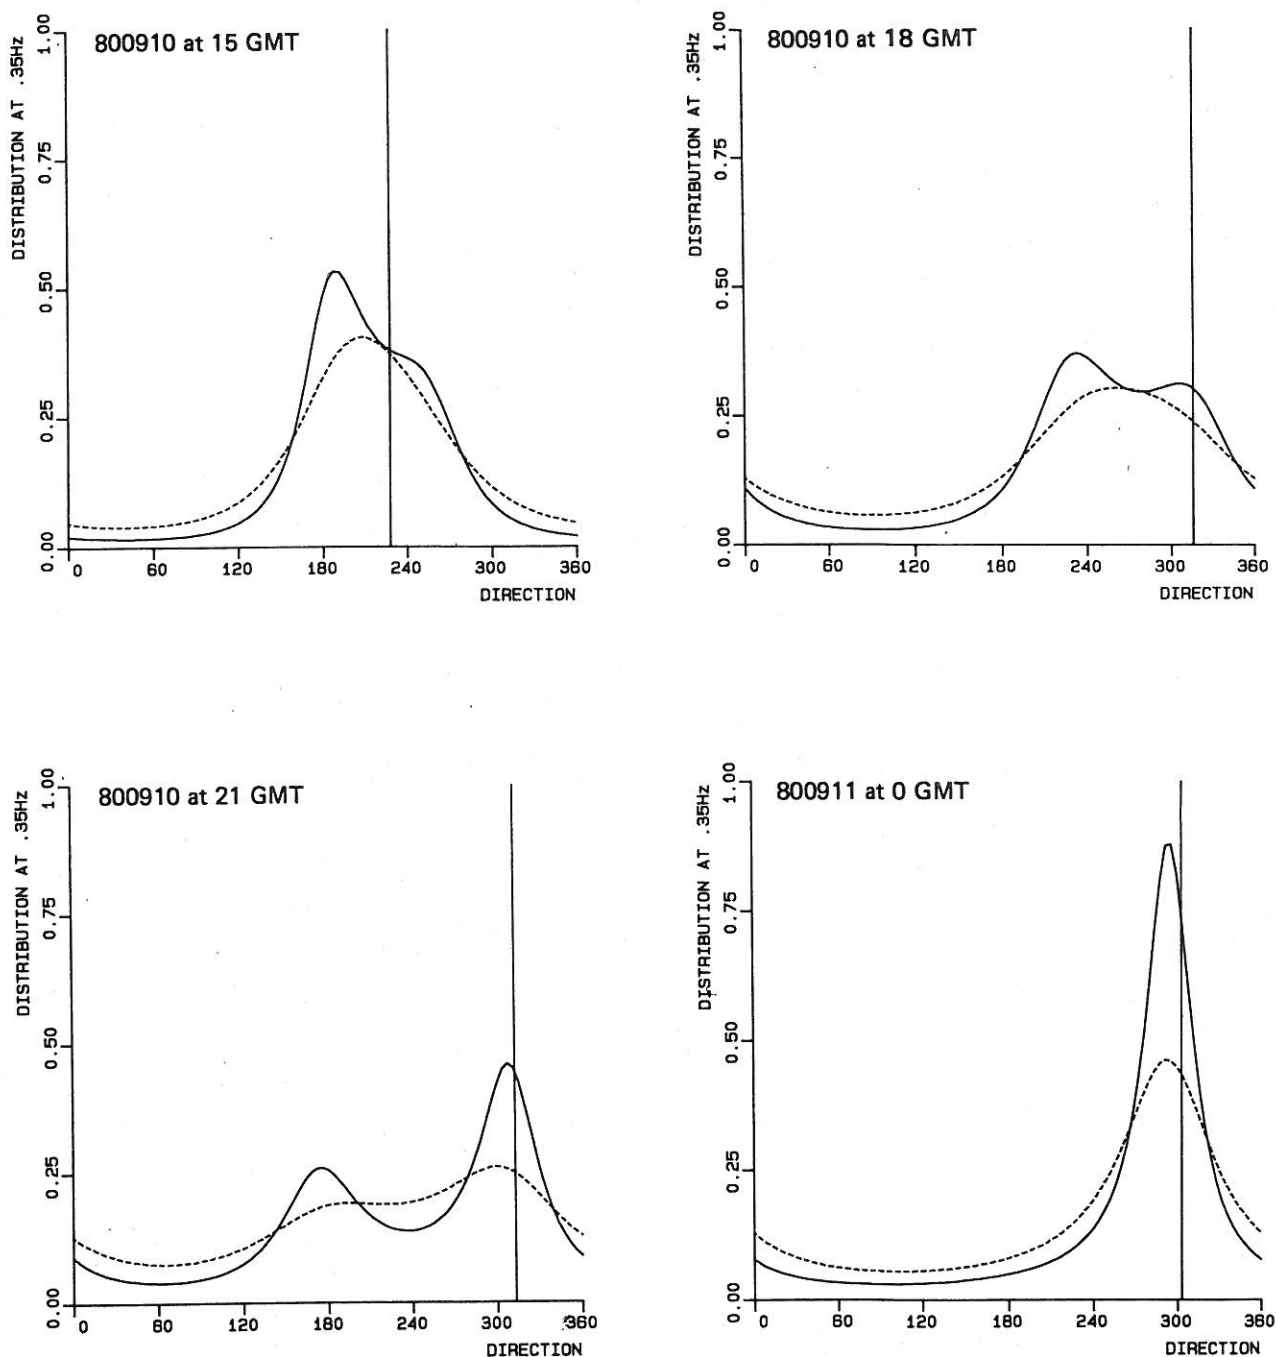 800910 at 15 GMT
DISTRIBUTION AT .35Hz
1.00
0.75
0.50
0.25
0.00
0 60 120 180 240 300 360
DIRECTION
800910 at 18 GMT
DISTRIBUTION AT .35Hz
1.00
0.75
0.50
0.25
0.00
0 60 120 180 240 300 360
DIRECTION
800910 at 21 GMT
DISTRIBUTION AT .35Hz
1.00
0.75
0.50
0.25
0.00
0 60 120 180 240 300 360
DIRECTION
800911 at 0 GMT
DISTRIBUTION AT .35Hz
1.00
0.75
0.50
0.25
0.00
0 60 120 180 240 300 360
DIRECTION